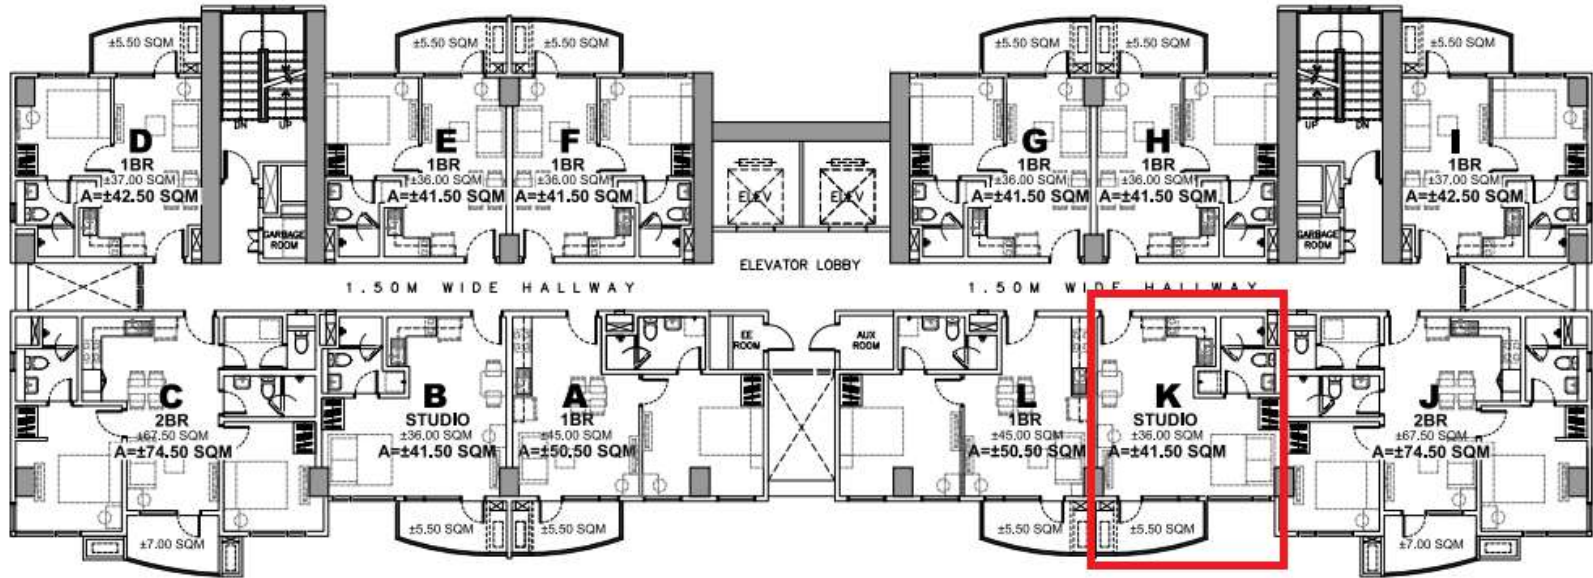 ±5.50 SQM
±5.50 SQM
±5.50 SQM
±5.50 SQM
±5.50 SQM
±5.50 SQM
DN
UP
UP
DN
D
1BR
±37.00 SQM
A=±42.50 SQM
E
1BR
±36.00 SQM
A=±41.50 SQM
F
1BR
±36.00 SQM
A=±41.50 SQM
ELEV
ELEV
G
1BR
±36.00 SQM
A=±41.50 SQM
H
1BR
±36.00 SQM
A=±41.50 SQM
I
1BR
±37.00 SQM
A=±42.50 SQM
GARBAGE
ROOM
GARBAGE
ROOM
ELEVATOR LOBBY
1.50M WIDE HALLWAY
1.50M WIDE HALLWAY
C
2BR
±67.50 SQM
A=±74.50 SQM
B
STUDIO
±36.00 SQM
A=±41.50 SQM
A
1BR
±45.00 SQM
A=±50.50 SQM
EE
ROOM
AUX
ROOM
L
1BR
±45.00 SQM
A=±50.50 SQM
K
STUDIO
±36.00 SQM
A=±41.50 SQM
J
2BR
±67.50 SQM
A=±74.50 SQM
±7.00 SQM
±5.50 SQM
±5.50 SQM
±5.50 SQM
±5.50 SQM
±7.00 SQM